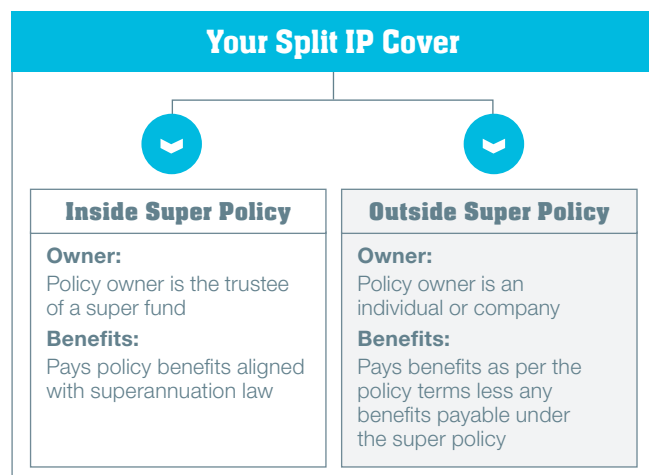 Your Split IP Cover
Inside Super Policy
Owner:
Policy owner is the trustee
of a super fund
Benefits:
Pays policy benefits aligned
with superannuation law
Outside Super Policy
Owner:
Policy owner is an
individual or company
Benefits:
Pays benefits as per the
policy terms less any
benefits payable under
the super policy